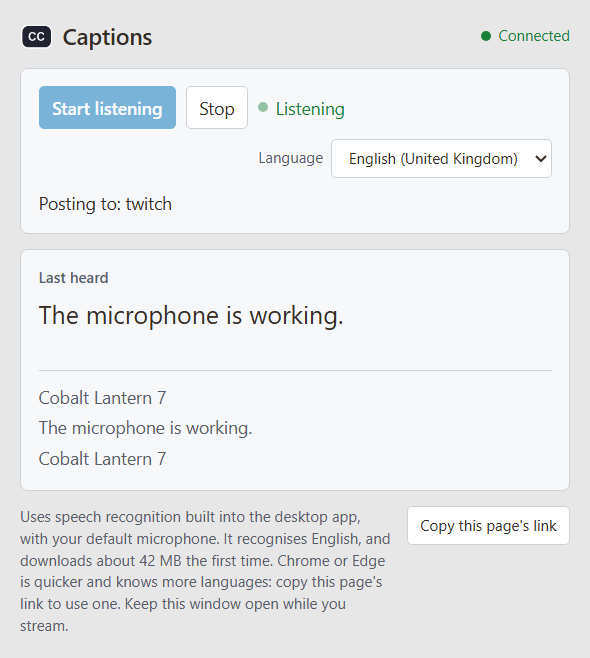 CC Captions
Connected
Start listening
Stop
Listening
Language
English (United Kingdom)
Posting to: twitch
Last heard
The microphone is working.
Cobalt Lantern 7
The microphone is working.
Cobalt Lantern 7
Uses speech recognition built into the desktop app,
with your default microphone. It recognises English, and
downloads about 42 MB the first time. Chrome or Edge
is quicker and knows more languages: copy this page's
link to use one. Keep this window open while you
stream.
Copy this page's link